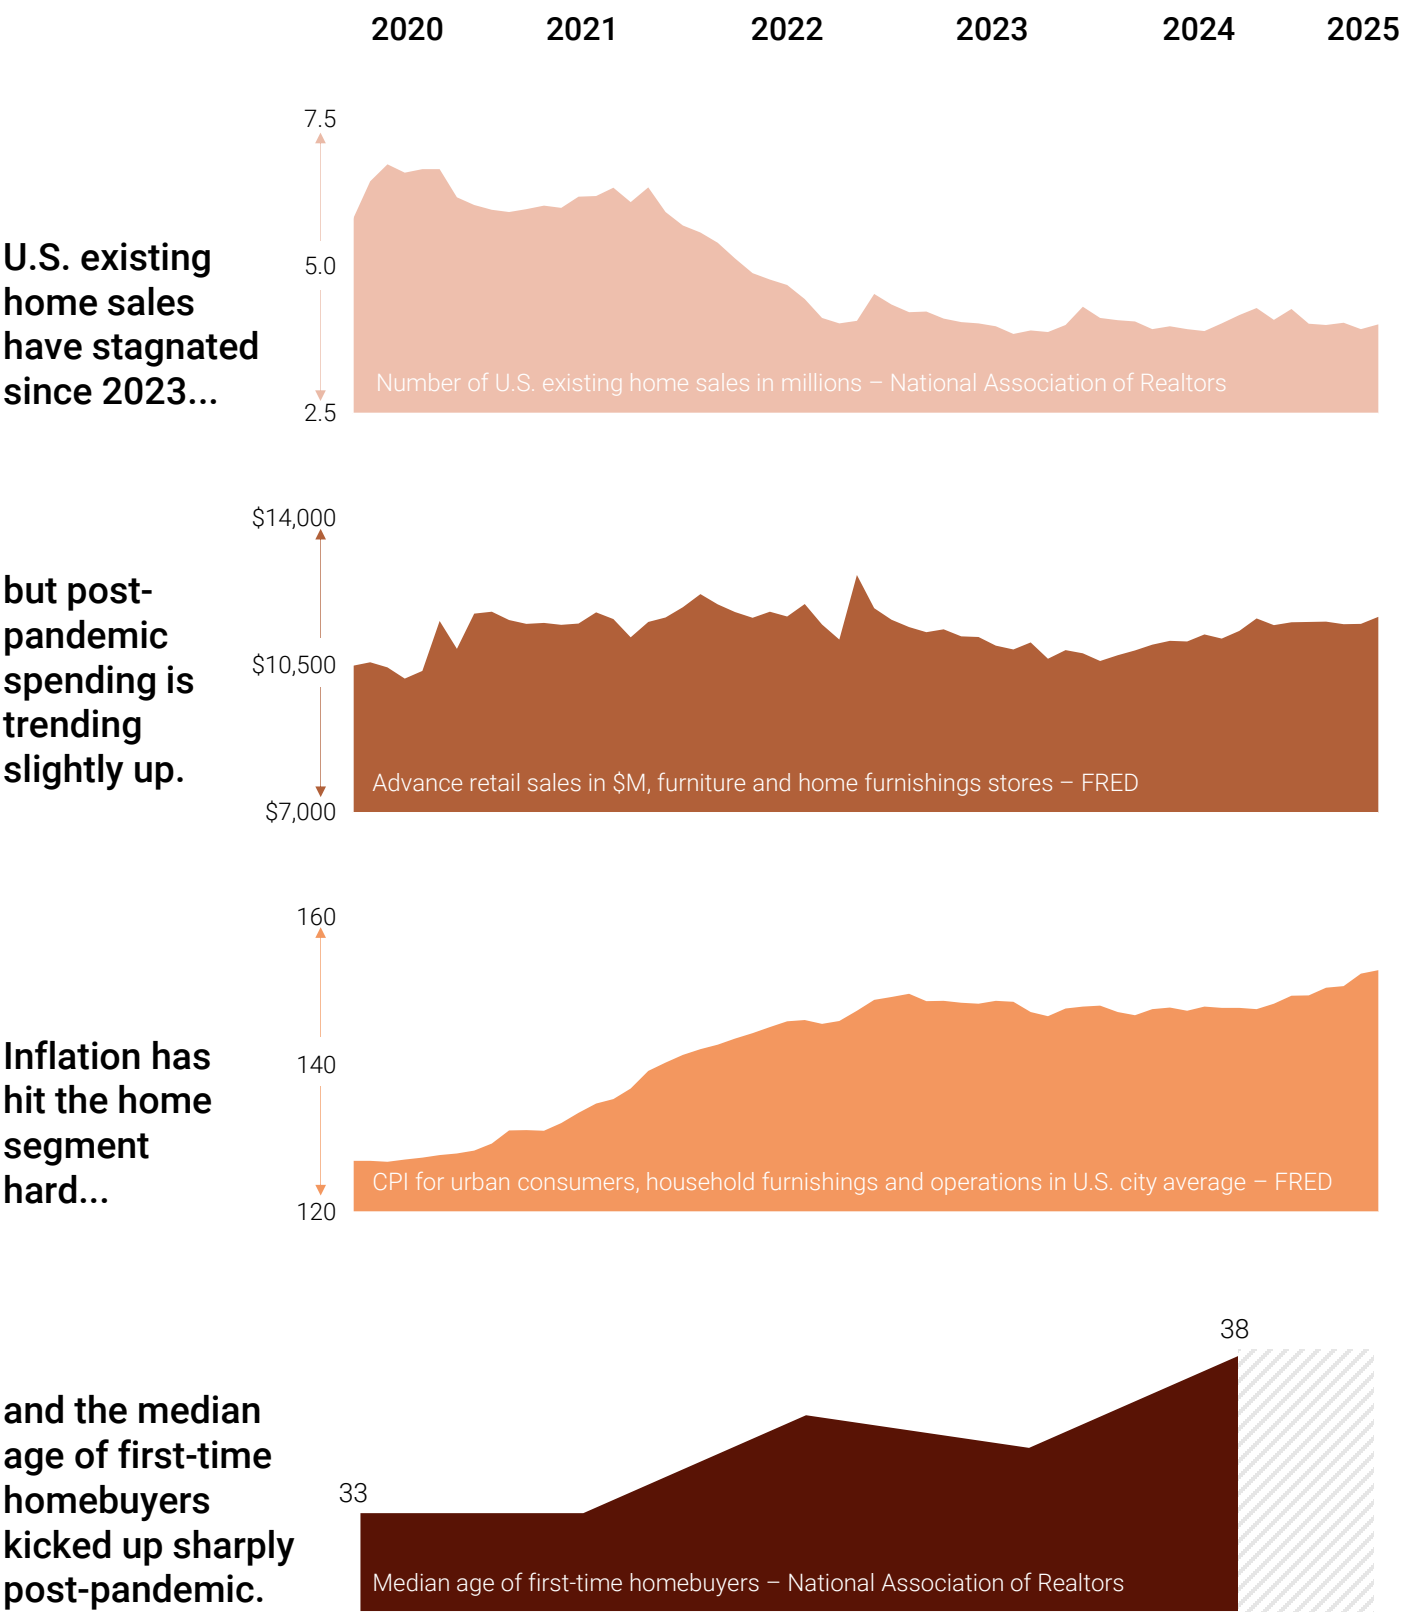 2020 2021 2022 2023 2024 2025
7.5
U.S. existing
home sales
have stagnated
since 2023...
5.0
2.5
Number of U.S. existing home sales in millions – National Association of Realtors
$14,000
but post-
pandemic
spending is
trending
slightly up.
$10,500
$7,000
Advance retail sales in $M, furniture and home furnishings stores – FRED
160
Inflation has
hit the home
segment
hard...
140
120
CPI for urban consumers, household furnishings and operations in U.S. city average – FRED
38
and the median
age of first-time
homebuyers
kicked up sharply
post-pandemic.
33
Median age of first-time homebuyers – National Association of Realtors